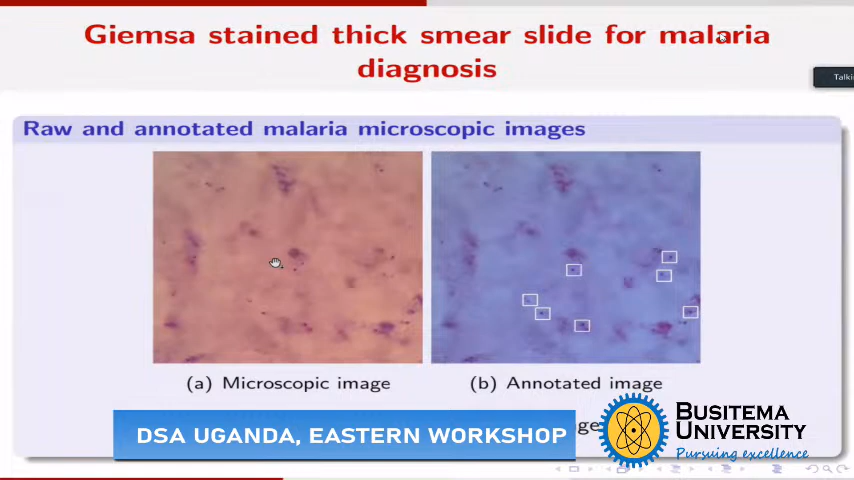 Giemsa stained thick smear slide for malaria
diagnosis
Talki
Raw and annotated malaria microscopic images
(a) Microscopic image
(b) Annotated image
DSA UGANDA, EASTERN WORKSHOP
BUSITEMA
UNIVERSITY
Pursuing excellence